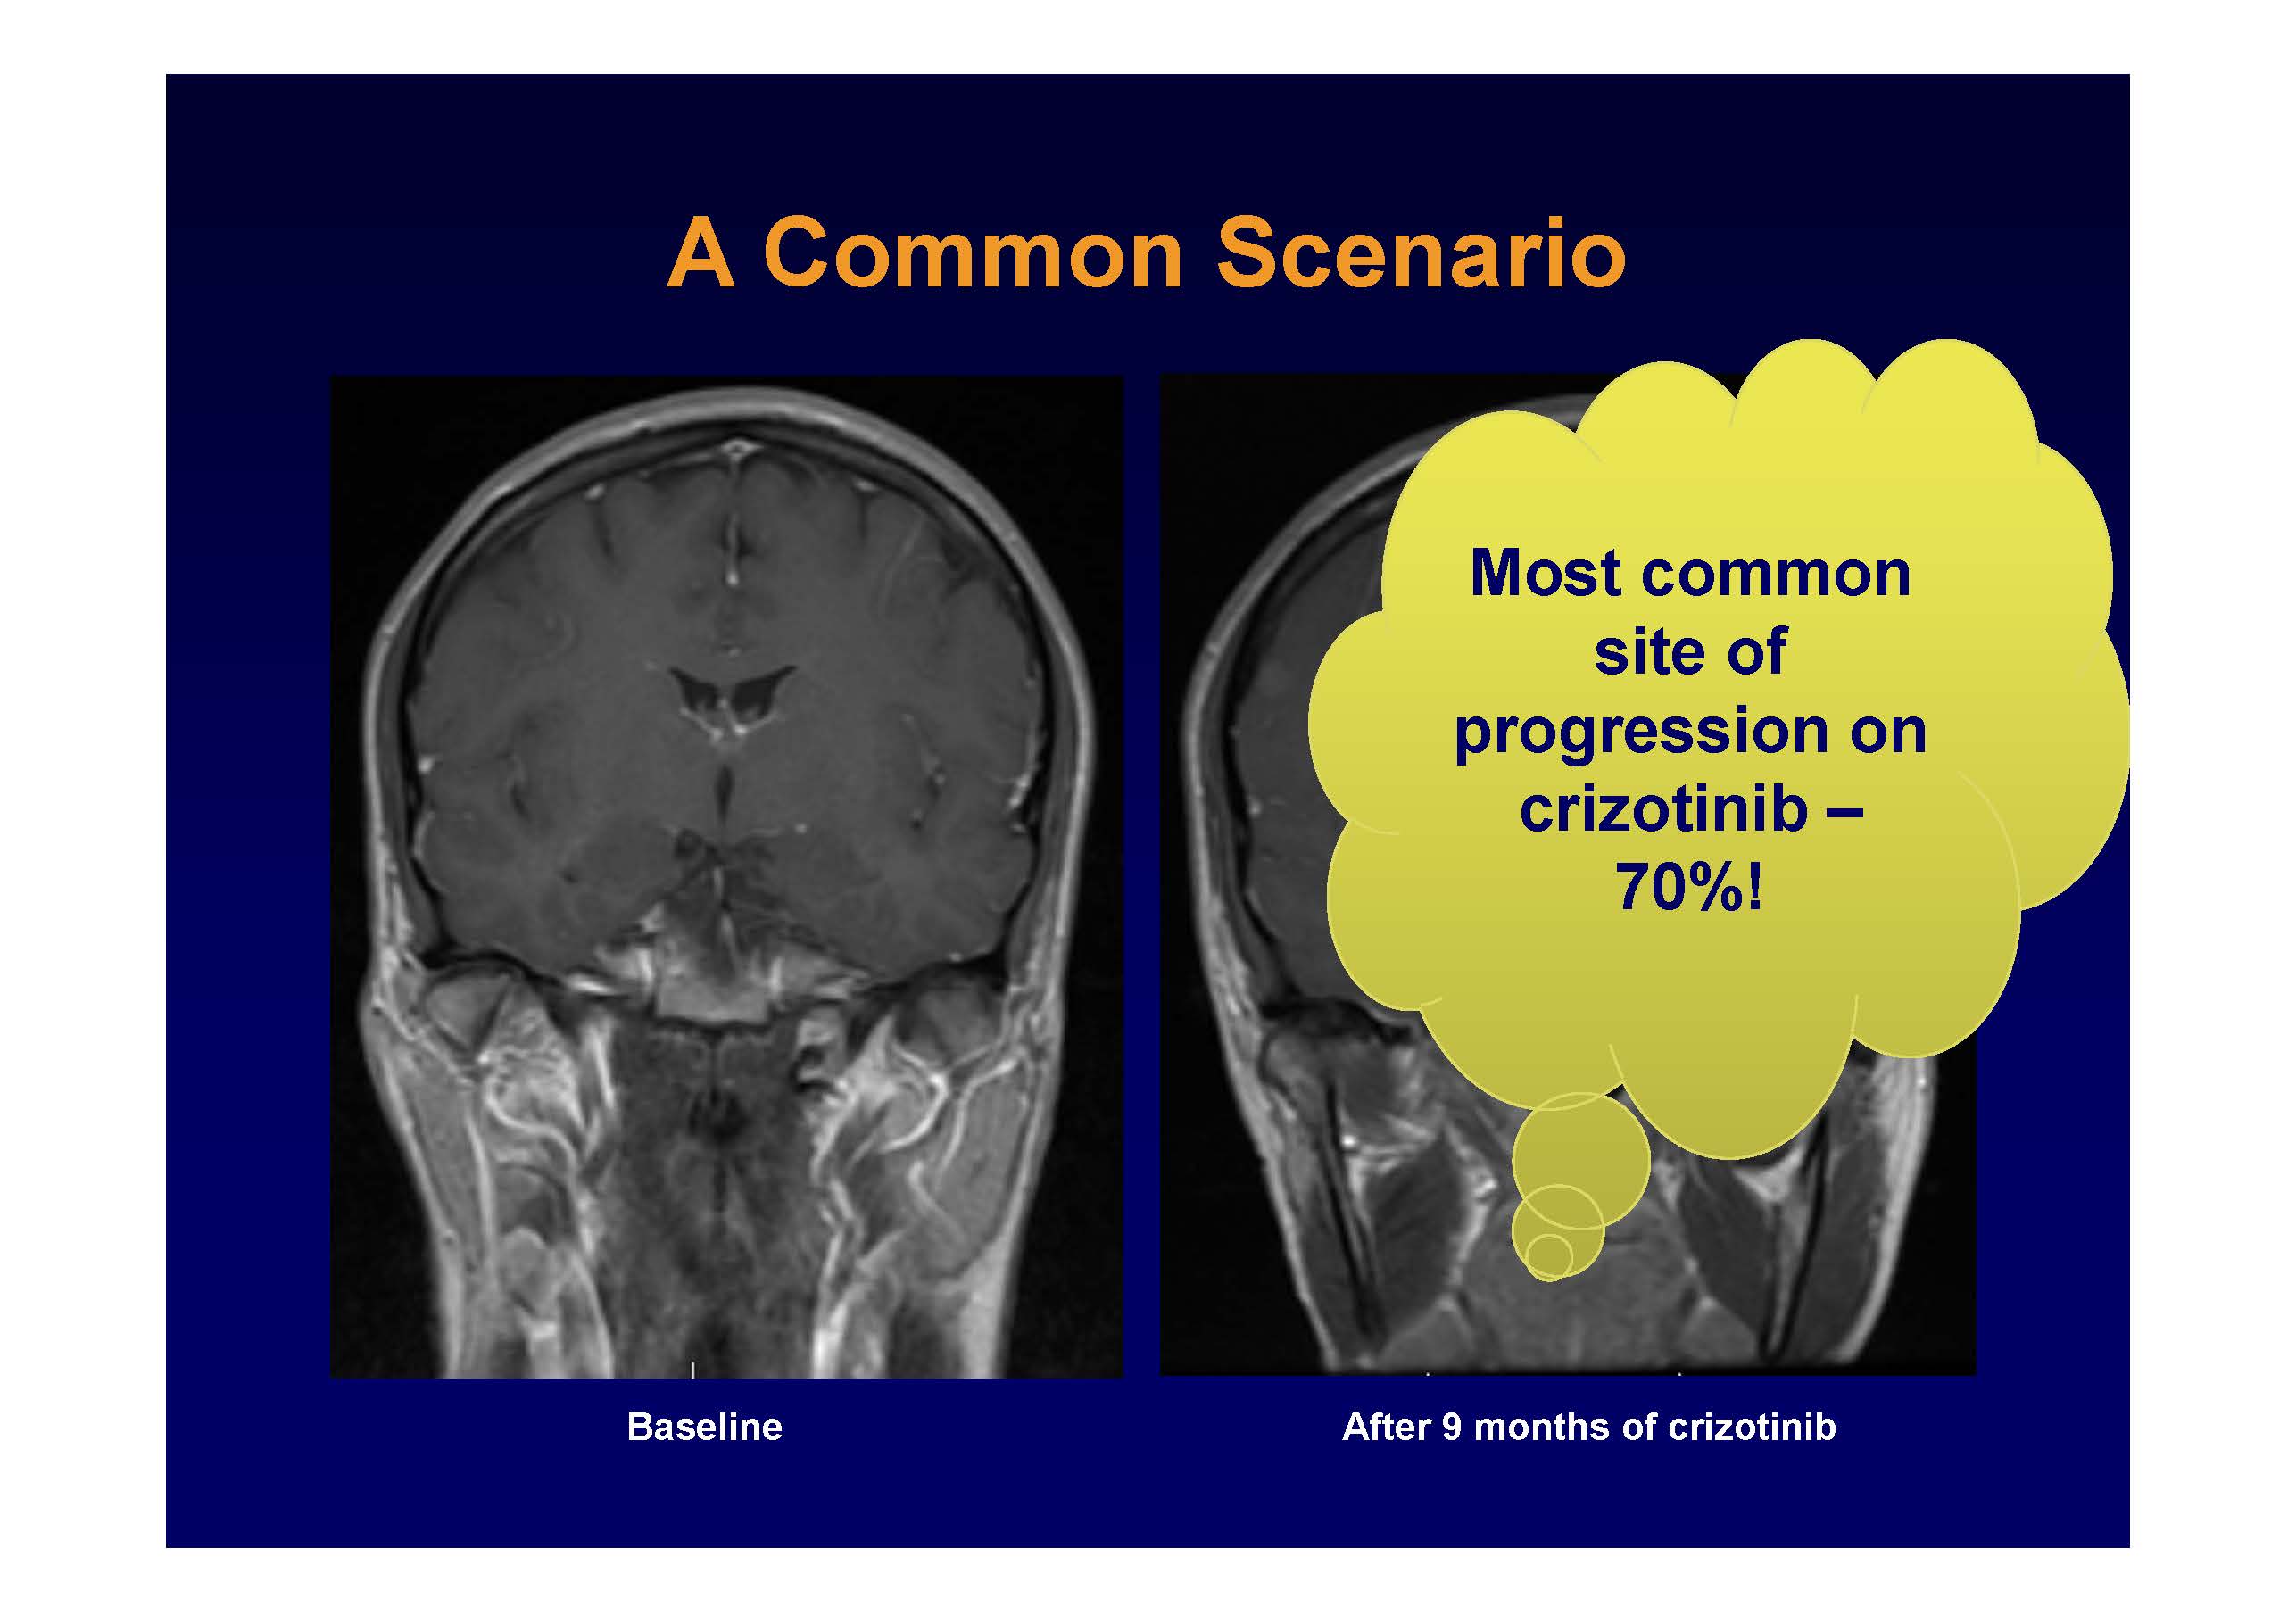 A Common Scenario
Most common
site of
progression on
crizotinib –
70%!
Baseline
After 9 months of crizotinib